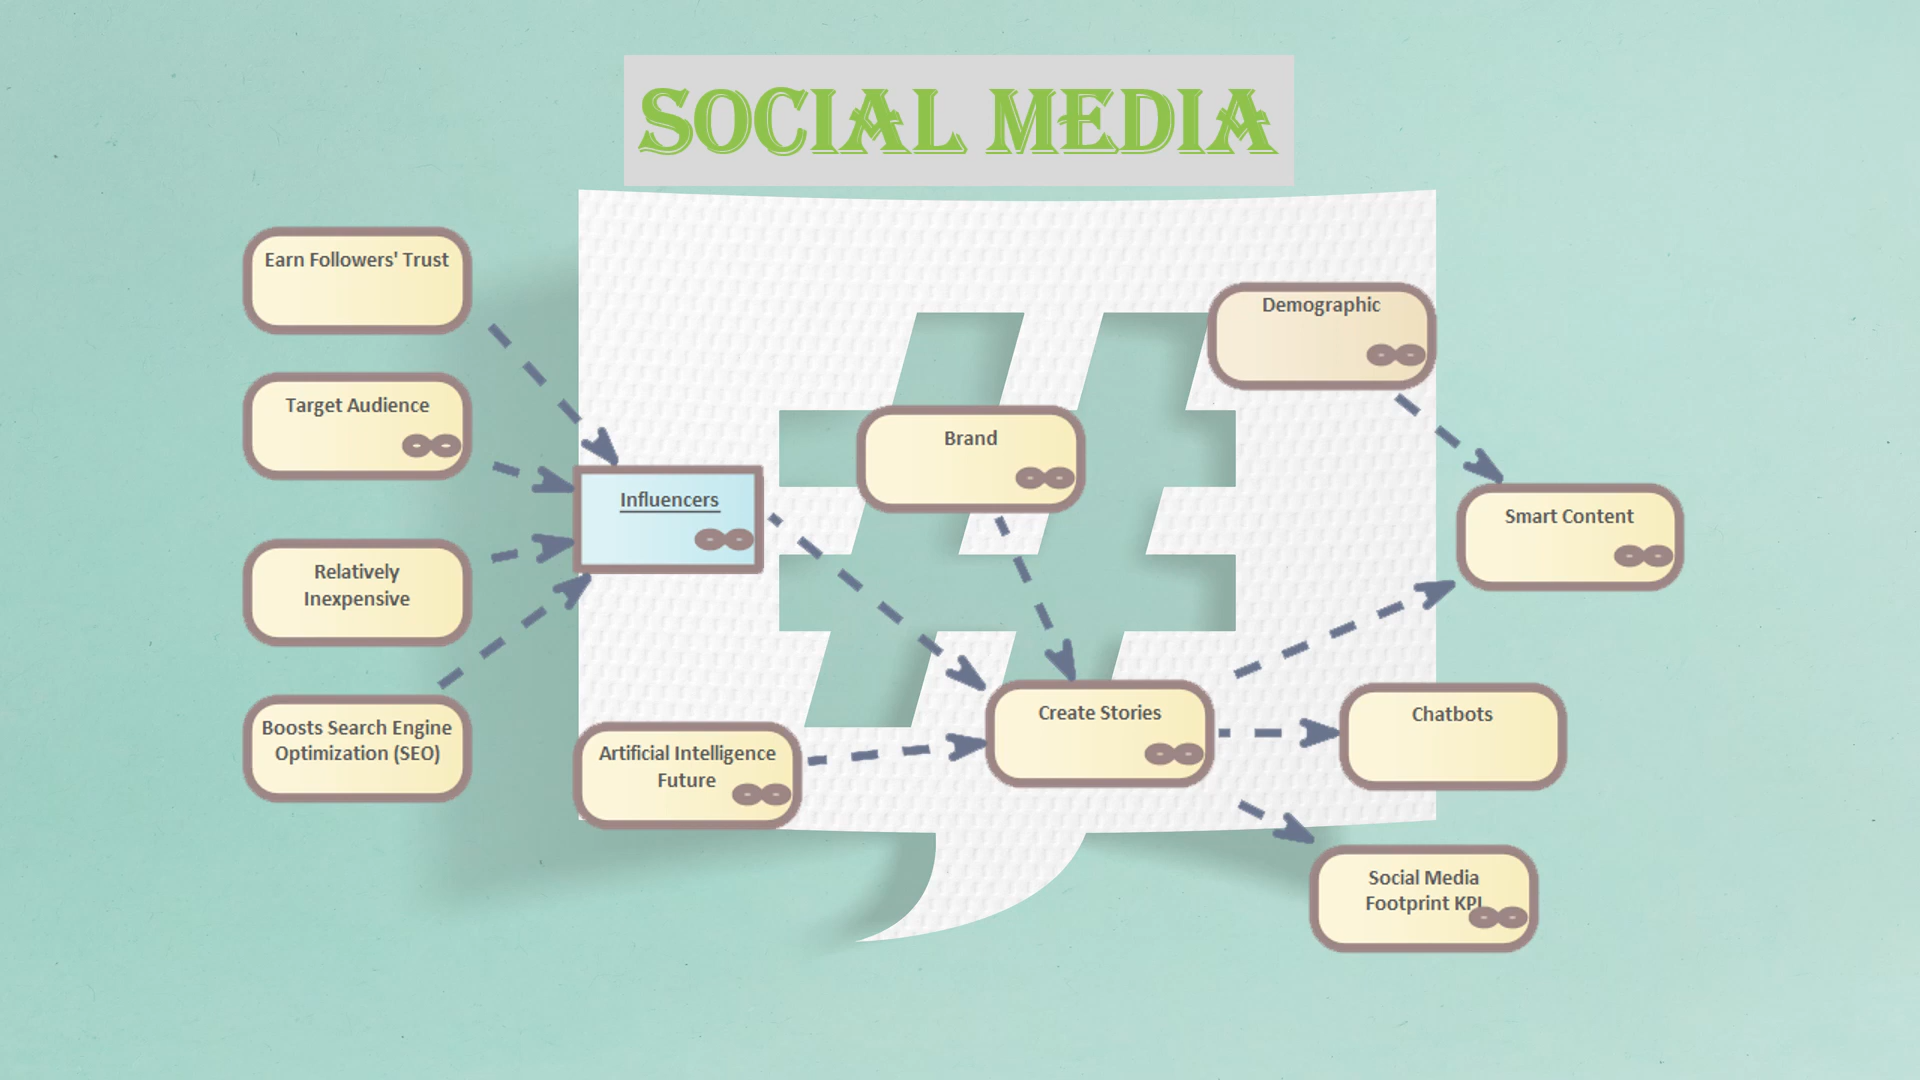 SOCIAL MEDIA
Earn Followers' Trust
Demographic
Target Audience
Brand
Influencers
Smart Content
Relatively
Inexpensive
Create Stories
Chatbots
Boosts Search Engine
Optimization (SEO)
Artificial Intelligence
Future
Social Media
Footprint KPI